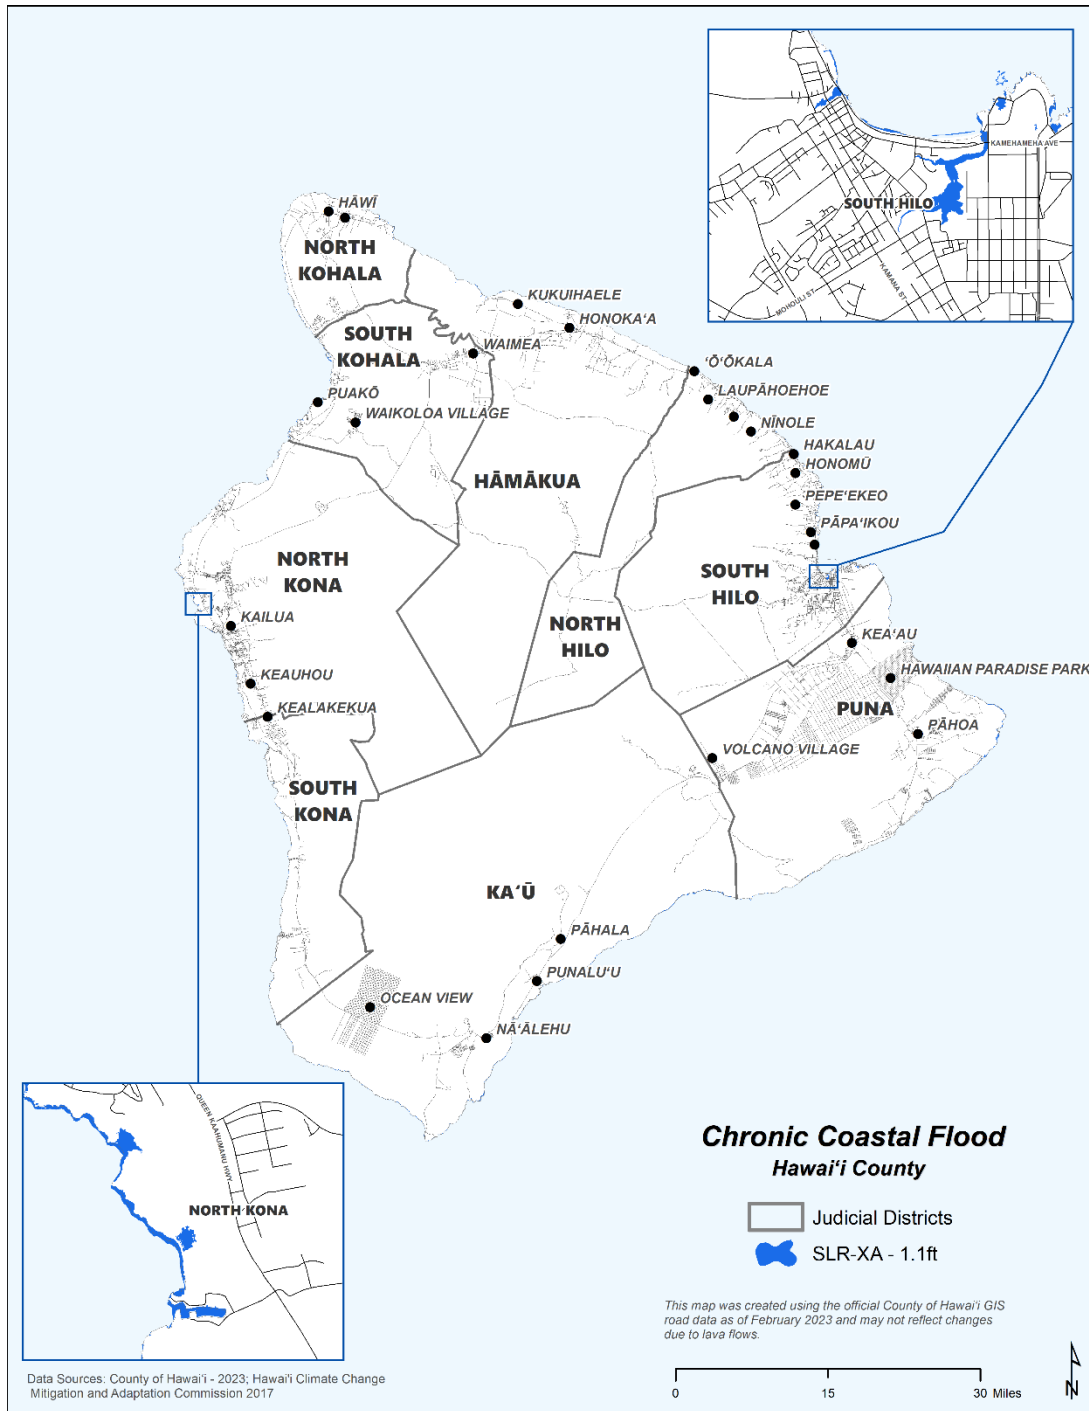 KAMEHAMEHA AVE
SOUTH HILO
KAMANA ST
MOHOULI ST
HĀWĪ
NORTH
KOHALA
KUKUIHAELE
HONOKAʻA
SOUTH
KOHALA
WAIMEA
ʻŌʻŌKALA
LAUPĀHOEHOE
PUAKŌ
WAIKOLOA VILLAGE
NĪNOLE
HAKALAU
HONOMŪ
HĀMĀKUA
PEPEʻEKEO
PĀPAʻIKOU
NORTH
KONA
SOUTH
HILO
KAILUA
NORTH
HILO
KEAʻAU
HAWAIIAN PARADISE PARK
KEAUHOU
PUNA
KEALAKEKUA
PĀHOA
VOLCANO VILLAGE
SOUTH
KONA
KAʻŪ
PĀHALA
PUNALUʻU
OCEAN VIEW
NĀʻĀLEHU
QUEEN KAAHUMANU HWY
NORTH KONA
Chronic Coastal Flood
Hawaiʻi County
Judicial Districts
SLR-XA - 1.1ft
This map was created using the official County of Hawaiʻi GIS
road data as of February 2023 and may not reflect changes
due to lava flows.
Data Sources: County of Hawaiʻi - 2023; Hawaiʻi Climate Change
Mitigation and Adaptation Commission 2017
0 15 30 Miles
N